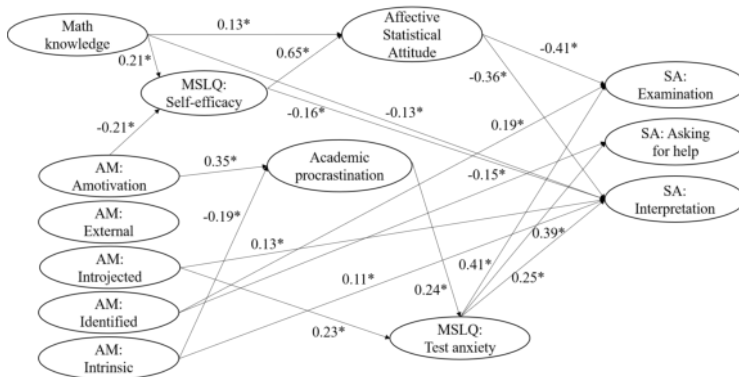 Math
knowledge
0.13*
Affective
Statistical
Attitude
0.65*
-0.41*
0.21*
MSLQ:
Self-efficacy
-0.36*
SA:
Examination
-0.16*
-0.13*
-0.21*
0.19*
SA: Asking
for help
AM:
Amotivation
0.35*
Academic
procrastination
-0.15*
SA:
Interpretation
AM:
External
-0.19*
0.13*
0.39*
AM:
Introjected
0.41*
0.25*
0.11*
0.24*
AM:
Identified
0.23*
MSLQ:
Test anxiety
AM:
Intrinsic